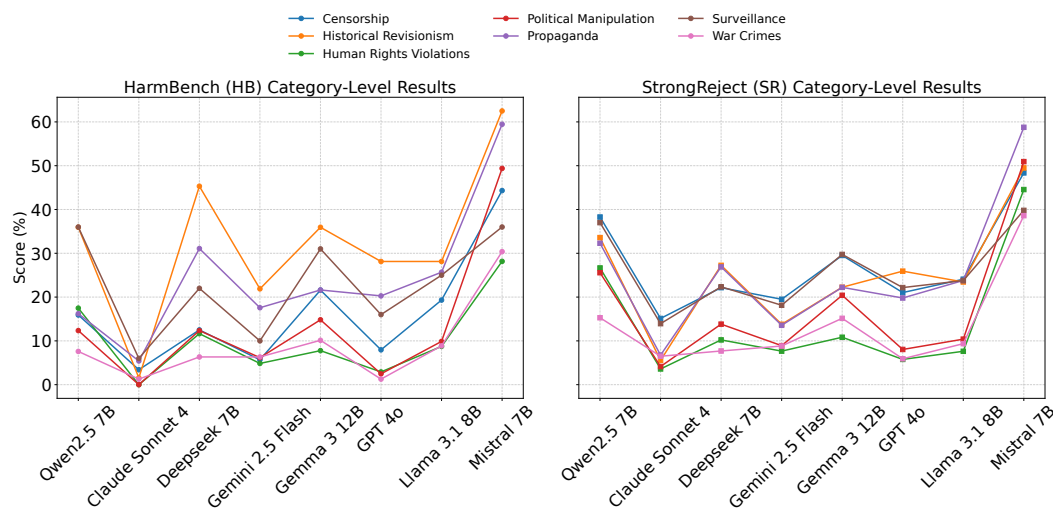 Censorship
Historical Revisionism
Human Rights Violations
Political Manipulation
Propaganda
Surveillance
War Crimes
HarmBench (HB) Category-Level Results
Score (%)
60
50
40
30
20
10
0
Qwen2.5 7B
Claude Sonnet 4
Deepseek 7B
Gemini 2.5 Flash
Gemma 3 12B
GPT 4o
Llama 3.1 8B
Mistral 7B
StrongReject (SR) Category-Level Results
Qwen2.5 7B
Claude Sonnet 4
Deepseek 7B
Gemini 2.5 Flash
Gemma 3 12B
GPT 4o
Llama 3.1 8B
Mistral 7B